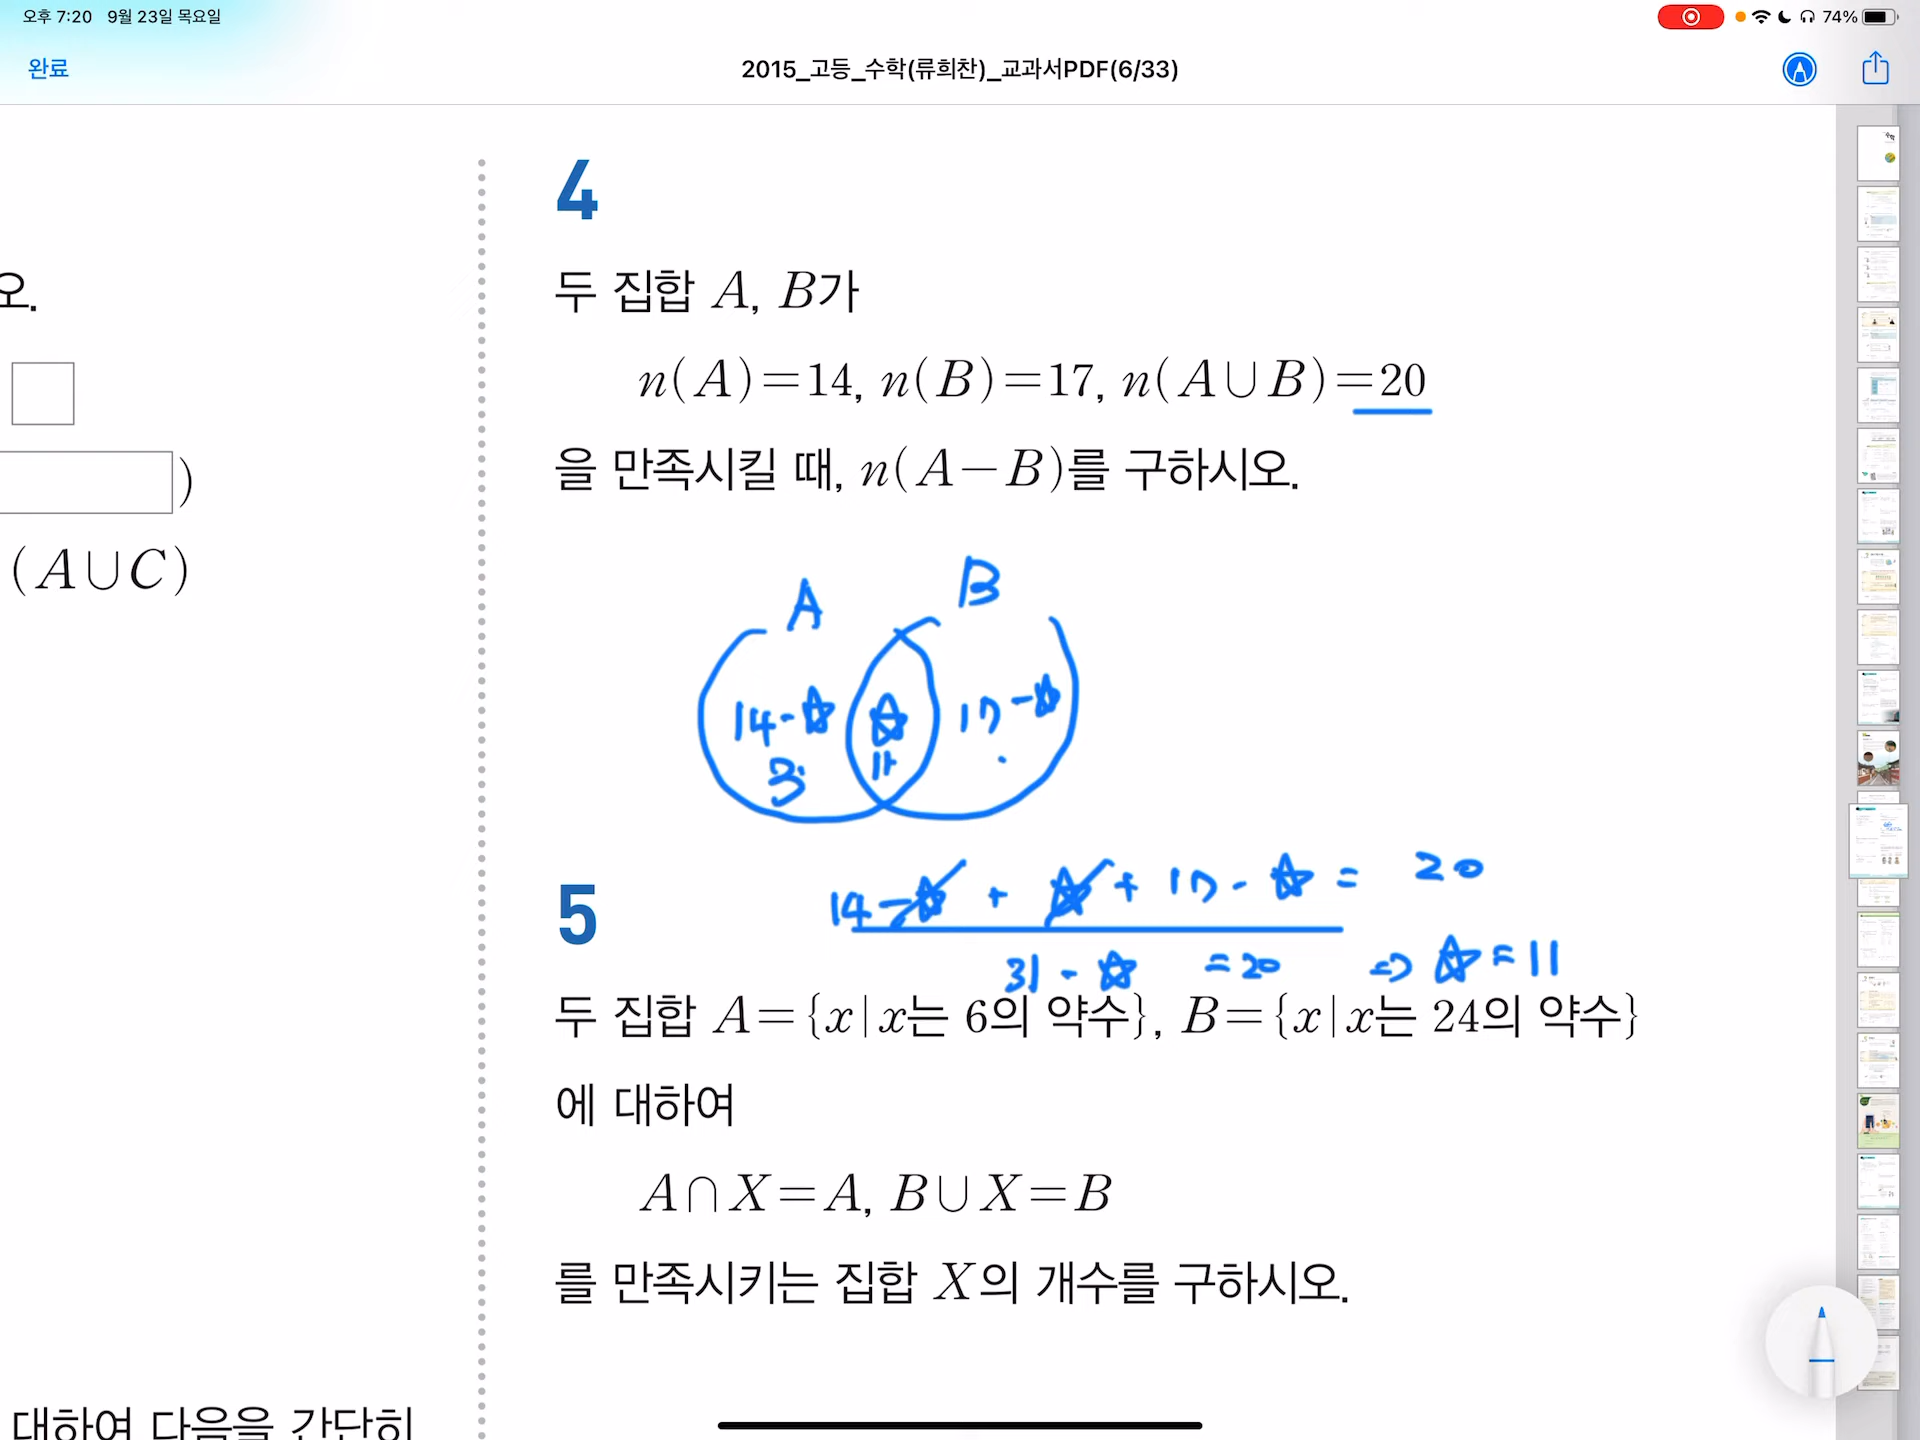 오후 7:20 9월 23일 목요일
74%
완료
2015_고등_수학(류희찬)_교과서PDF(6/33)
오.
)
(A∪C)
대하여 다음을 간단히
4
두 집합 A, B가
n(A)=14, n(B)=17, n(A∪B)=20
을 만족시킬 때, n(A−B)를 구하시오.
A B
14-☆ ☆ 17-☆
3 11
14-☆ + ☆ + 17-☆ = 20
31-☆ =20 ⇒ ☆=11
5
두 집합 A={x|x는 6의 약수}, B={x|x는 24의 약수}
에 대하여
A∩X=A, B∪X=B
를 만족시키는 집합 X의 개수를 구하시오.